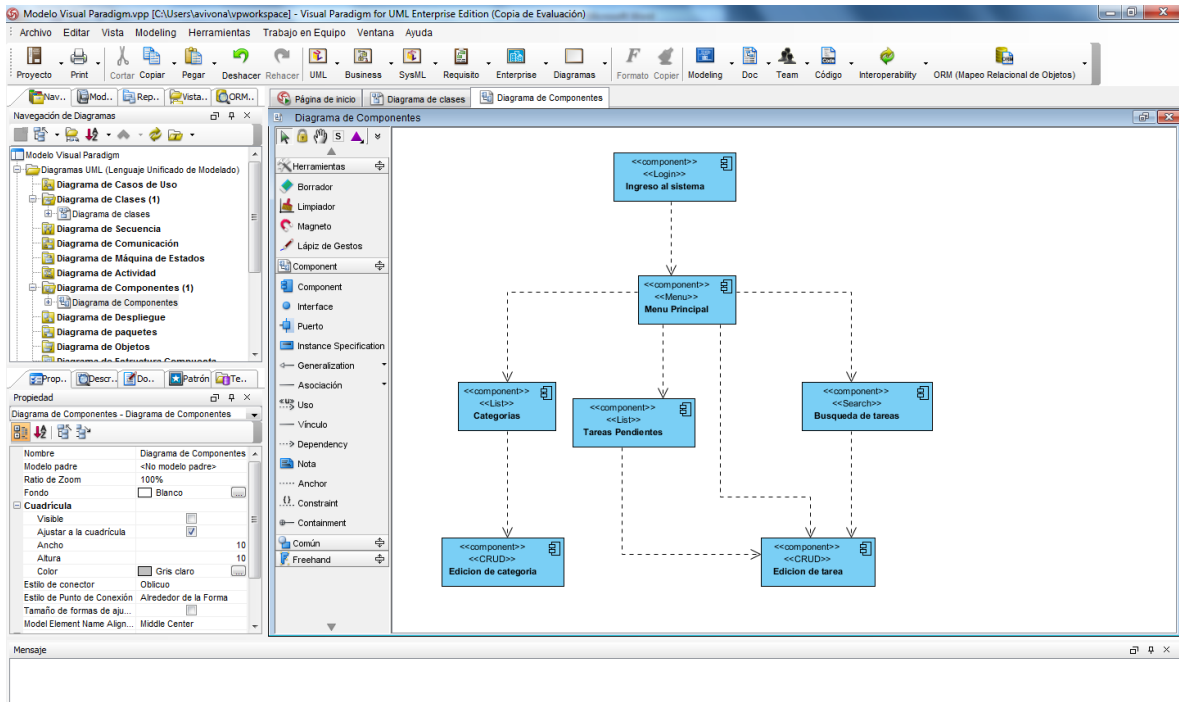 Modelo Visual Paradigm.vpp [C:\Users\avivona\vpworkspace] - Visual Paradigm for UML Enterprise Edition (Copia de Evaluación)
Archivo Editar Vista Modeling Herramientas Trabajo en Equipo Ventana Ayuda
Proyecto Print Cortar Copiar Pegar Deshacer Rehacer UML Business SysML Requisito Enterprise Diagramas Formato Copier Modeling Doc Team Código Interoperability ORM (Mapeo Relacional de Objetos)
Nav.. Mod.. Rep.. Vista.. ORM..
Navegación de Diagramas
Modelo Visual Paradigm
Diagramas UML (Lenguaje Unificado de Modelado)
Diagrama de Casos de Uso
Diagrama de Clases (1)
Diagrama de clases
Diagrama de Secuencia
Diagrama de Comunicación
Diagrama de Máquina de Estados
Diagrama de Actividad
Diagrama de Componentes (1)
Diagrama de Componentes
Diagrama de Despliegue
Diagrama de paquetes
Diagrama de Objetos
Diagrama de Estructura Compuesta
Prop.. Descr.. Do.. Patrón Te..
Propiedad
Diagrama de Componentes - Diagrama de Componentes
Nombre Diagrama de Componentes
Modelo padre <No modelo padre>
Ratio de Zoom 100%
Fondo Blanco ...
Cuadrícula
Visible
Ajustar a la cuadrícula
Ancho 10
Altura 10
Color Gris claro ...
Estilo de conector Oblicuo
Estilo de Punto de Conexión Alrededor de la Forma
Tamaño de formas de aju...
Model Element Name Align... Middle Center
Página de inicio Diagrama de clases Diagrama de Componentes
Diagrama de Componentes
S
Herramientas
Borrador
Limpiador
Magneto
Lápiz de Gestos
Component
Component
Interface
Puerto
Instance Specification
Generalization
Asociación
Uso
Vínculo
Dependency
Nota
Anchor
Constraint
Containment
Común
Freehand
<<component>>
<<Login>>
Ingreso al sistema
<<component>>
<<Menu>>
Menu Principal
<<component>>
<<List>>
Categorias
<<component>>
<<List>>
Tareas Pendientes
<<component>>
<<Search>>
Busqueda de tareas
<<component>>
<<CRUD>>
Edicion de categoria
<<component>>
<<CRUD>>
Edicion de tarea
Mensaje